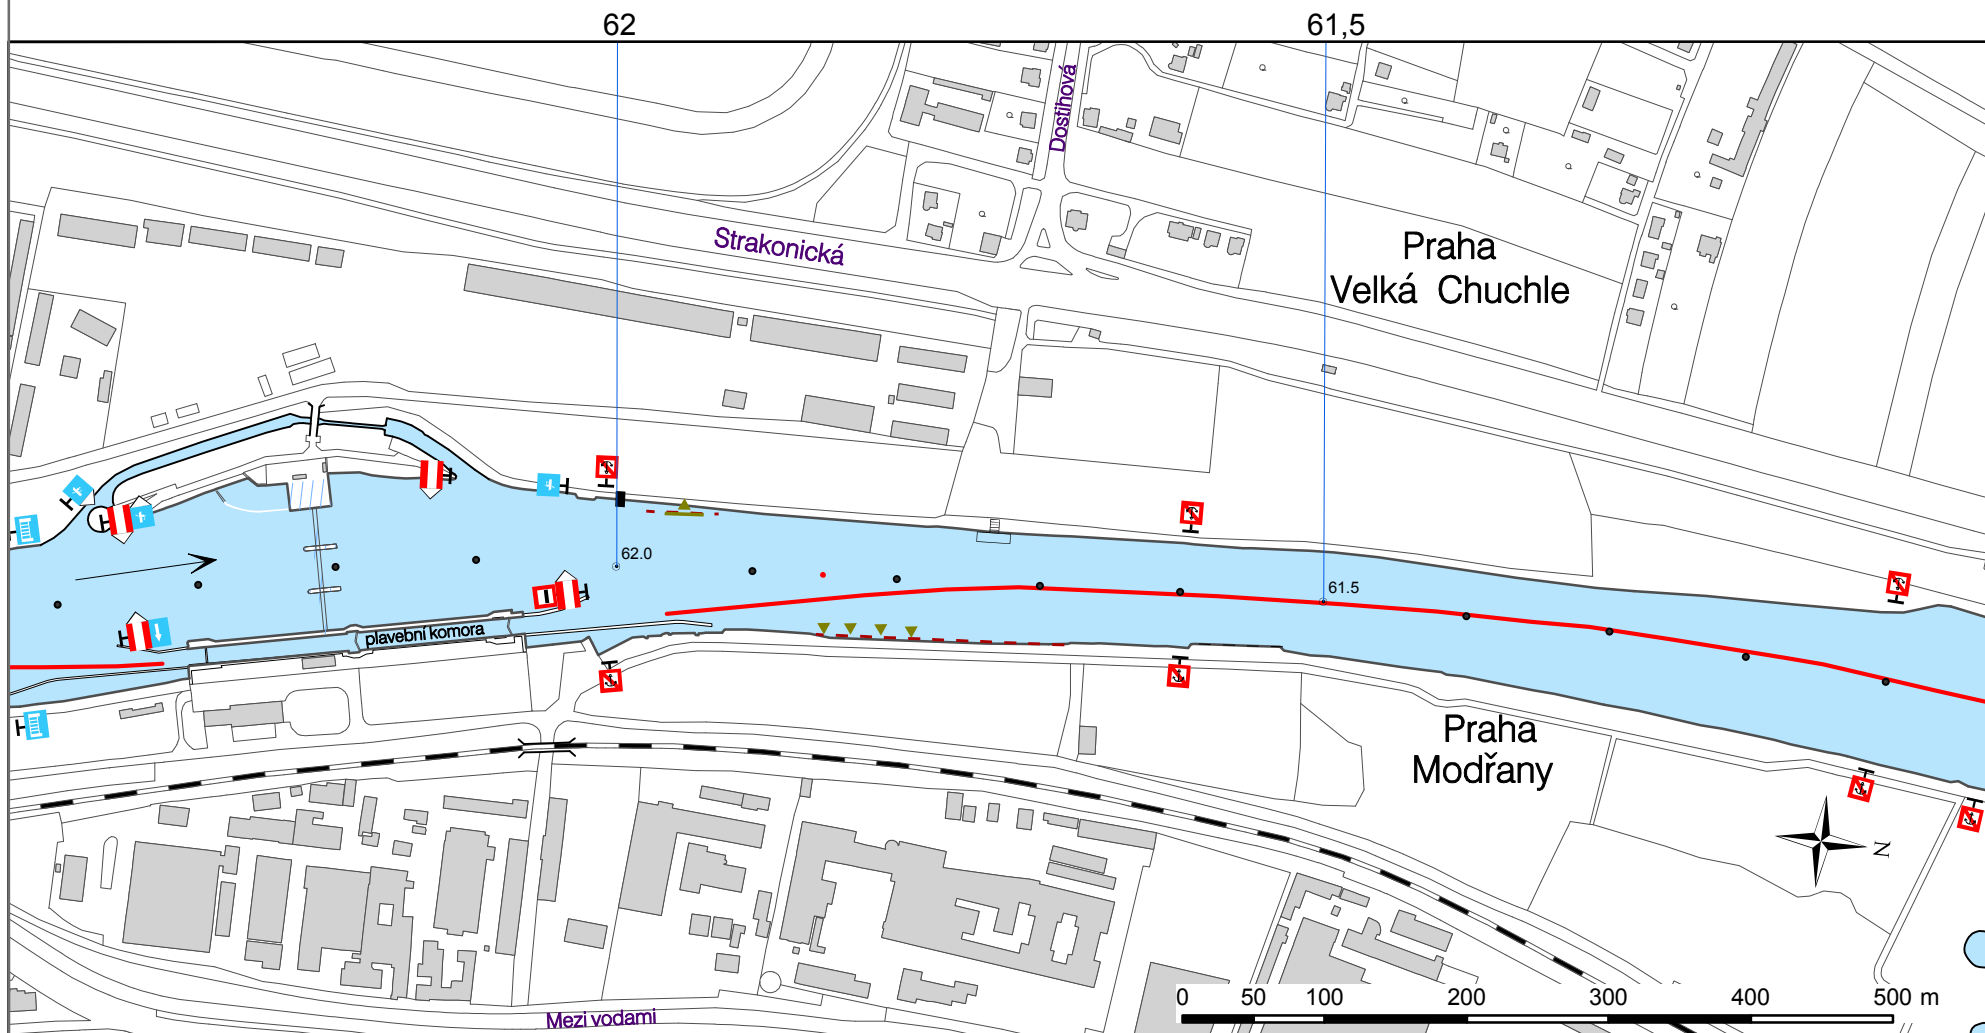 62
61,5
Dostihová
Strakonická
Praha
Velká Chuchle
62.0
61.5
plavební komora
Praha
Modřany
N
Mezi vodami
0 50 100 200 300 400 500 m